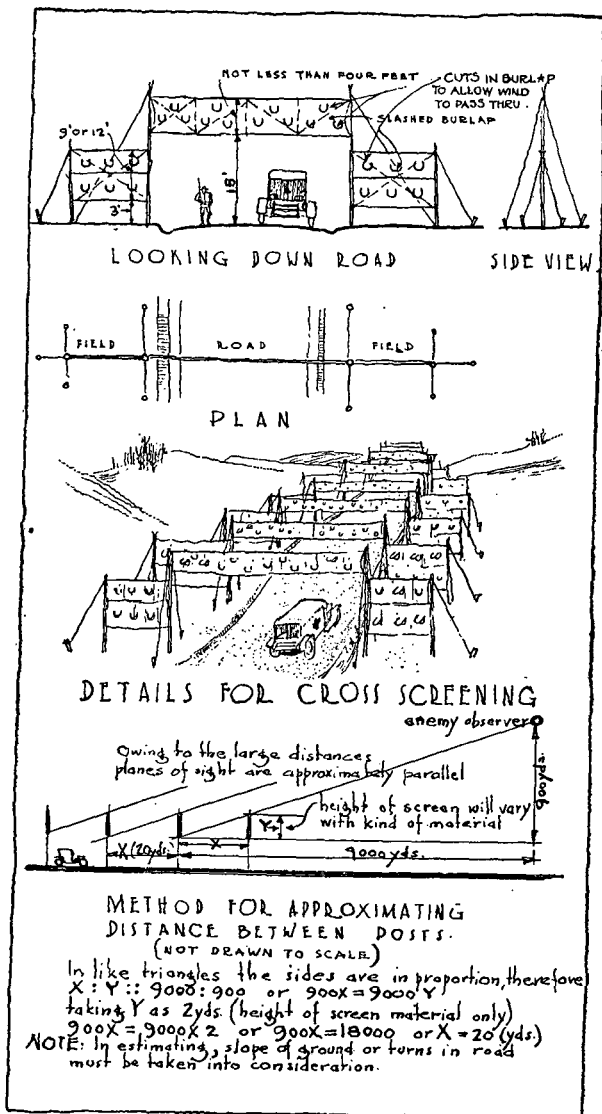 NOT LESS THAN FOUR FEET
CUTS IN BURLAP
TO ALLOW WIND
TO PASS THRU.
SLASHED BURLAP
9' OR 12'
18'
3'
LOOKING DOWN ROAD
SIDE VIEW.
FIELD
ROAD
FIELD
PLAN
DETAILS FOR CROSS SCREENING
enemy observer
Owing to the large distances
planes of sight are approximately parallel
900yds.
height of screen will vary
with kind of material
Y
X (20yds.)
X
9000yds.
METHOD FOR APPROXIMATING
DISTANCE BETWEEN POSTS.
(NOT DRAWN TO SCALE)
In like triangles the sides are in proportion, therefore
X : Y :: 9000 : 900 or 900X = 9000 Y
taking Y as 2yds. (height of screen material only)
900X = 9000 X 2 or 900X = 18000 or X = 20 (yds.)
NOTE: In estimating, slope of ground or turns in road
must be taken into consideration.